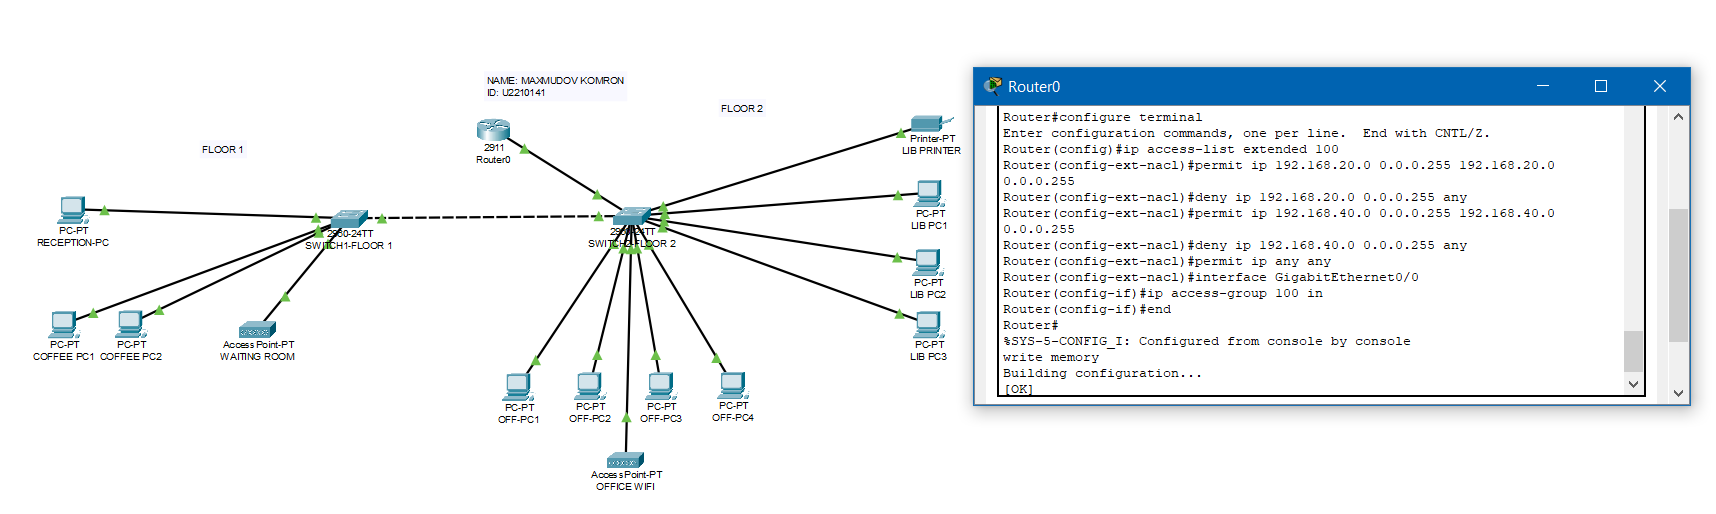 NAME: MAXMUDOV KOMRON
ID: U2210141
FLOOR 2
FLOOR 1
2911
Router0
Printer-PT
LIB PRINTER
PC-PT
RECEPTION-PC
2960-24TT
SWITCH1-FLOOR 1
2960-24TT
SWITCH2-FLOOR 2
PC-PT
LIB PC1
PC-PT
LIB PC2
PC-PT
LIB PC3
PC-PT
COFFEE PC1
PC-PT
COFFEE PC2
AccessPoint-PT
WAITING ROOM
PC-PT
OFF-PC1
PC-PT
OFF-PC2
PC-PT
OFF-PC3
PC-PT
OFF-PC4
AccessPoint-PT
OFFICE WIFI
Router0
Router#configure terminal
Enter configuration commands, one per line.  End with CNTL/Z.
Router(config)#ip access-list extended 100
Router(config-ext-nacl)#permit ip 192.168.20.0 0.0.0.255 192.168.20.0
0.0.0.255
Router(config-ext-nacl)#deny ip 192.168.20.0 0.0.0.255 any
Router(config-ext-nacl)#permit ip 192.168.40.0 0.0.0.255 192.168.40.0
0.0.0.255
Router(config-ext-nacl)#deny ip 192.168.40.0 0.0.0.255 any
Router(config-ext-nacl)#permit ip any any
Router(config-ext-nacl)#interface GigabitEthernet0/0
Router(config-if)#ip access-group 100 in
Router(config-if)#end
Router#
%SYS-5-CONFIG_I: Configured from console by console
write memory
Building configuration...
[OK]